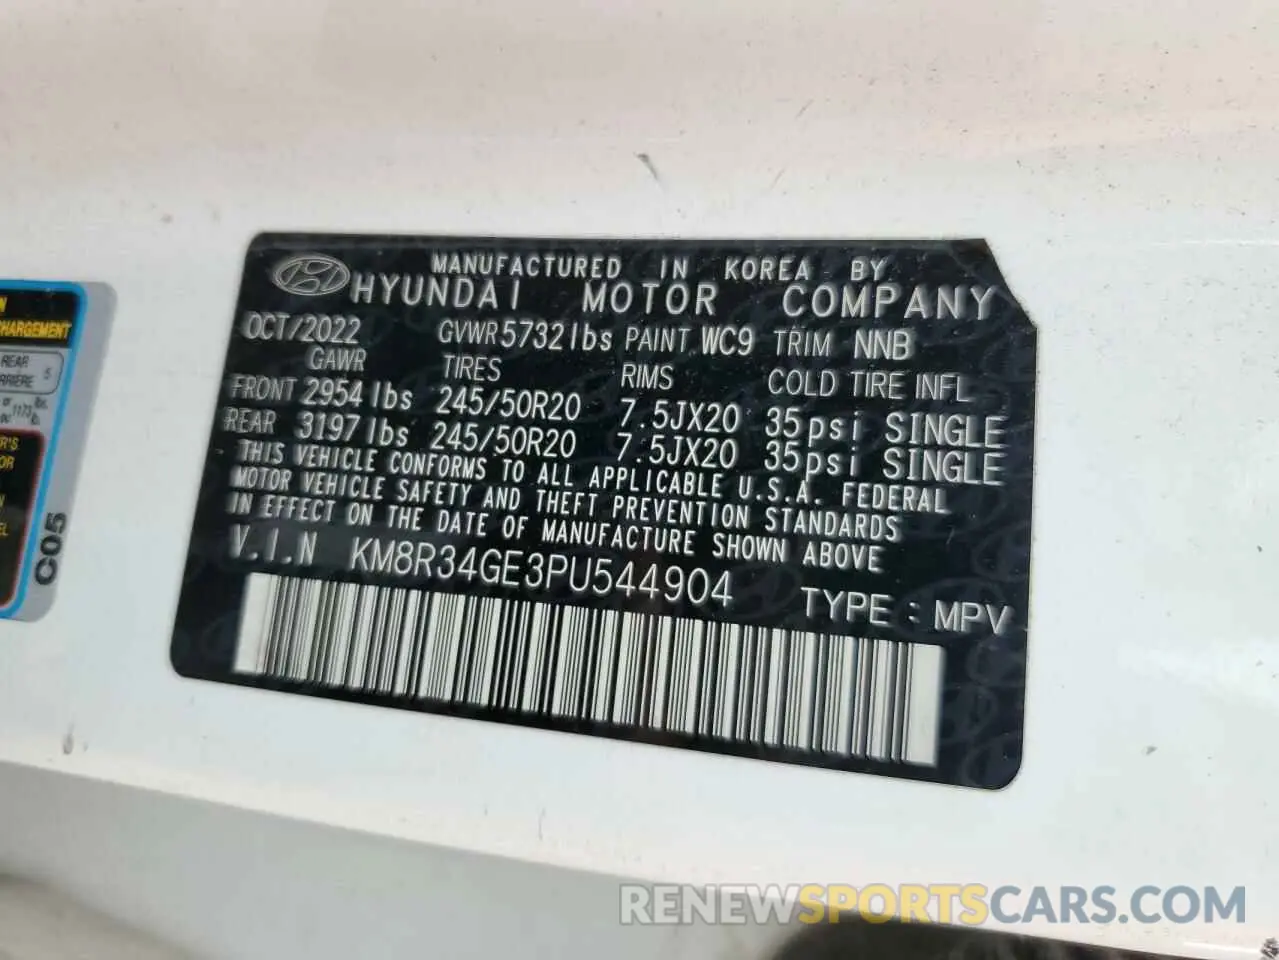 MANUFACTURED IN KOREA BY
HYUNDAI MOTOR COMPANY
OCT/2022 GVWR 5732 lbs PAINT WC9 TRIM NNB
GAWR TIRES RIMS COLD TIRE INFL
FRONT 2954 lbs 245/50R20 7.5JX20 35psi SINGLE
REAR 3197 lbs 245/50R20 7.5JX20 35psi SINGLE
THIS VEHICLE CONFORMS TO ALL APPLICABLE U.S.A. FEDERAL
MOTOR VEHICLE SAFETY AND THEFT PREVENTION STANDARDS
IN EFFECT ON THE DATE OF MANUFACTURE SHOWN ABOVE
V.I.N KM8R34GE3PU544904 TYPE : MPV
CHARGEMENT
REAR 5
C05
RENEWSPORTSCARS.COM